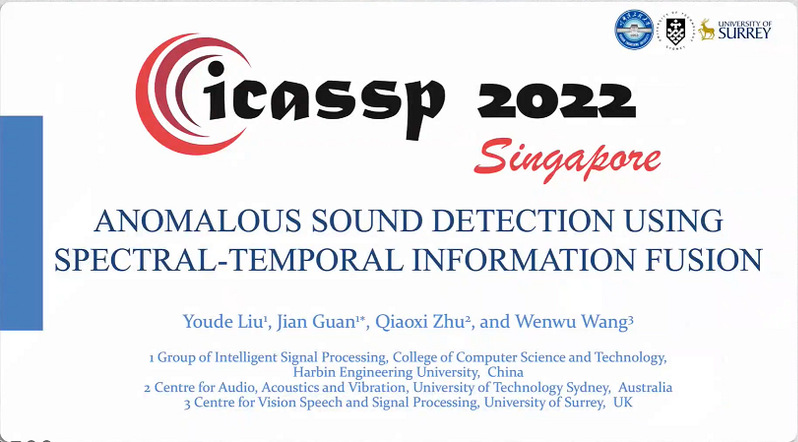 UNIVERSITY OF
SURREY
icassp 2022
Singapore
ANOMALOUS SOUND DETECTION USING
SPECTRAL-TEMPORAL INFORMATION FUSION
Youde Liu¹, Jian Guan¹*, Qiaoxi Zhu², and Wenwu Wang³
1 Group of Intelligent Signal Processing, College of Computer Science and Technology,
Harbin Engineering University, China
2 Centre for Audio, Acoustics and Vibration, University of Technology Sydney, Australia
3 Centre for Vision Speech and Signal Processing, University of Surrey, UK